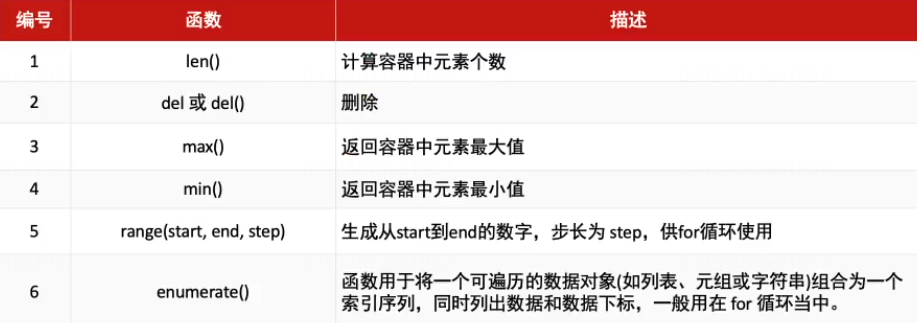 编号 函数 描述
1 len() 计算容器中元素个数
2 del 或 del() 删除
3 max() 返回容器中元素最大值
4 min() 返回容器中元素最小值
5 range(start, end, step) 生成从start到end的数字，步长为 step，供for循环使用
6 enumerate() 函数用于将一个可遍历的数据对象(如列表、元组或字符串)组合为一个
索引序列，同时列出数据和数据下标，一般用在 for 循环当中。